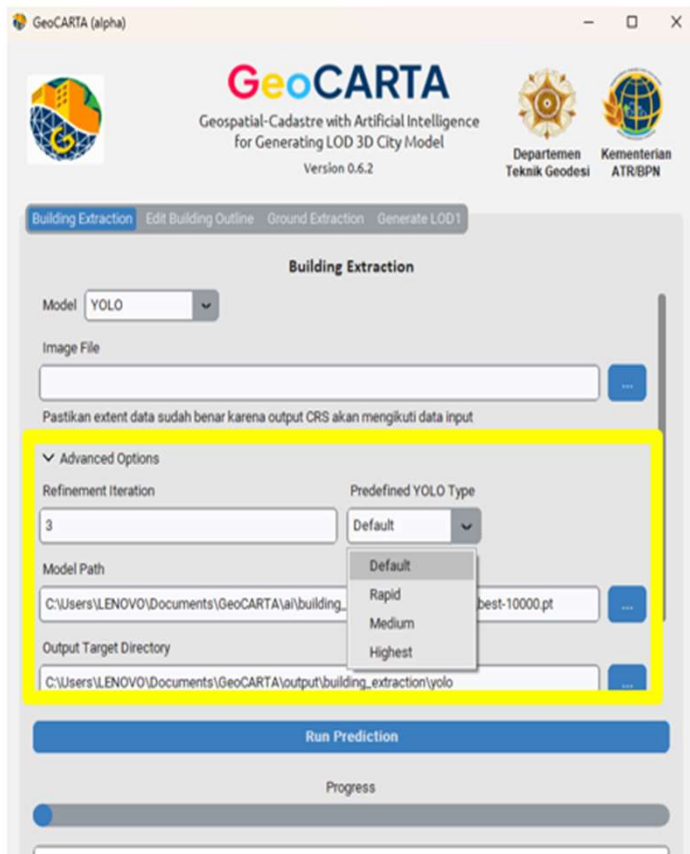 GeoCARTA (alpha)
GeoCARTA
Geospatial-Cadastre with Artificial Intelligence
for Generating LOD 3D City Model
Version 0.6.2
Departemen
Teknik Geodesi
Kementerian
ATR/BPN
Building Extraction Edit Building Outline Ground Extraction Generate LOD1
Building Extraction
Model YOLO
Image File
...
Pastikan extent data sudah benar karena output CRS akan mengikuti data input
Advanced Options
Refinement Iteration Predefined YOLO Type
3 Default
Default
Rapid
Medium
Highest
Model Path
C:\Users\LENOVO\Documents\GeoCARTA\ai\building_ best-10000.pt ...
Output Target Directory
C:\Users\LENOVO\Documents\GeoCARTA\output\building_extraction\yolo ...
Run Prediction
Progress